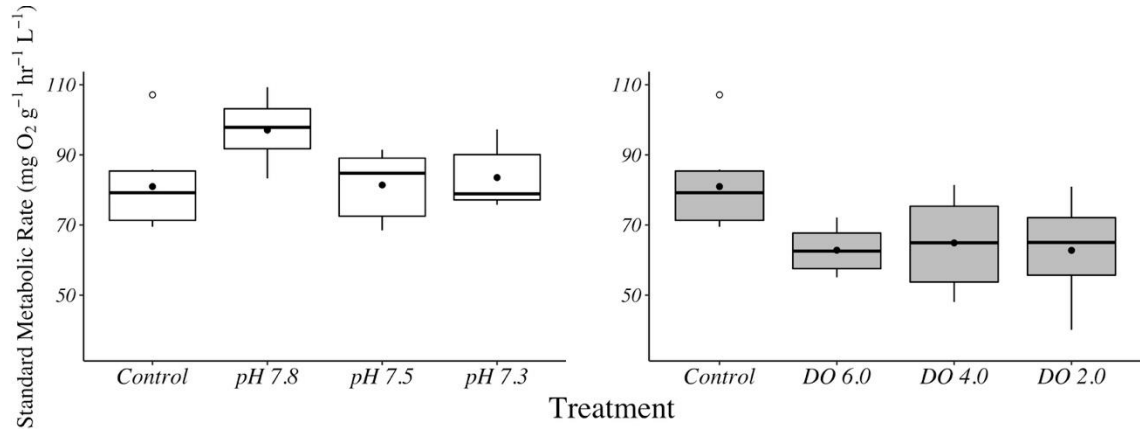 Standard Metabolic Rate (mg O₂ g⁻¹ hr⁻¹ L⁻¹)
110
90
70
50
Control pH 7.8 pH 7.5 pH 7.3
110
90
70
50
Control DO 6.0 DO 4.0 DO 2.0
Treatment